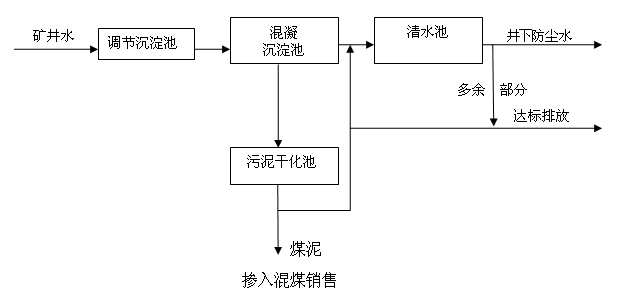 矿井水
调节沉淀池
混凝
沉淀池
清水池
井下防尘水
多余 部分
达标排放
污泥干化池
煤泥
掺入混煤销售